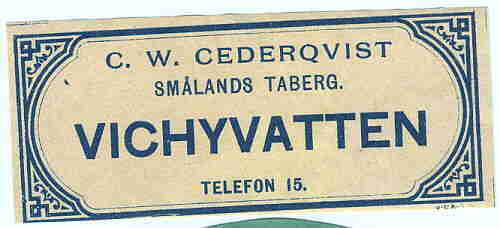 C. W. CEDERQVIST
SMÅLANDS TABERG.
VICHYVATTEN
TELEFON 15.